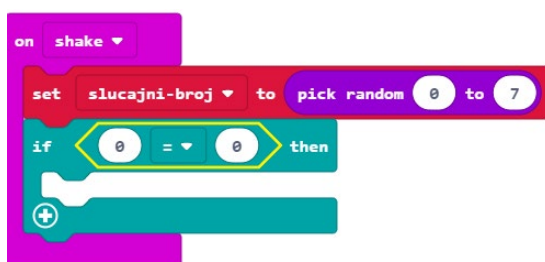 on shake
set slucajni-broj to pick random 0 to 7
if 0 = 0 then